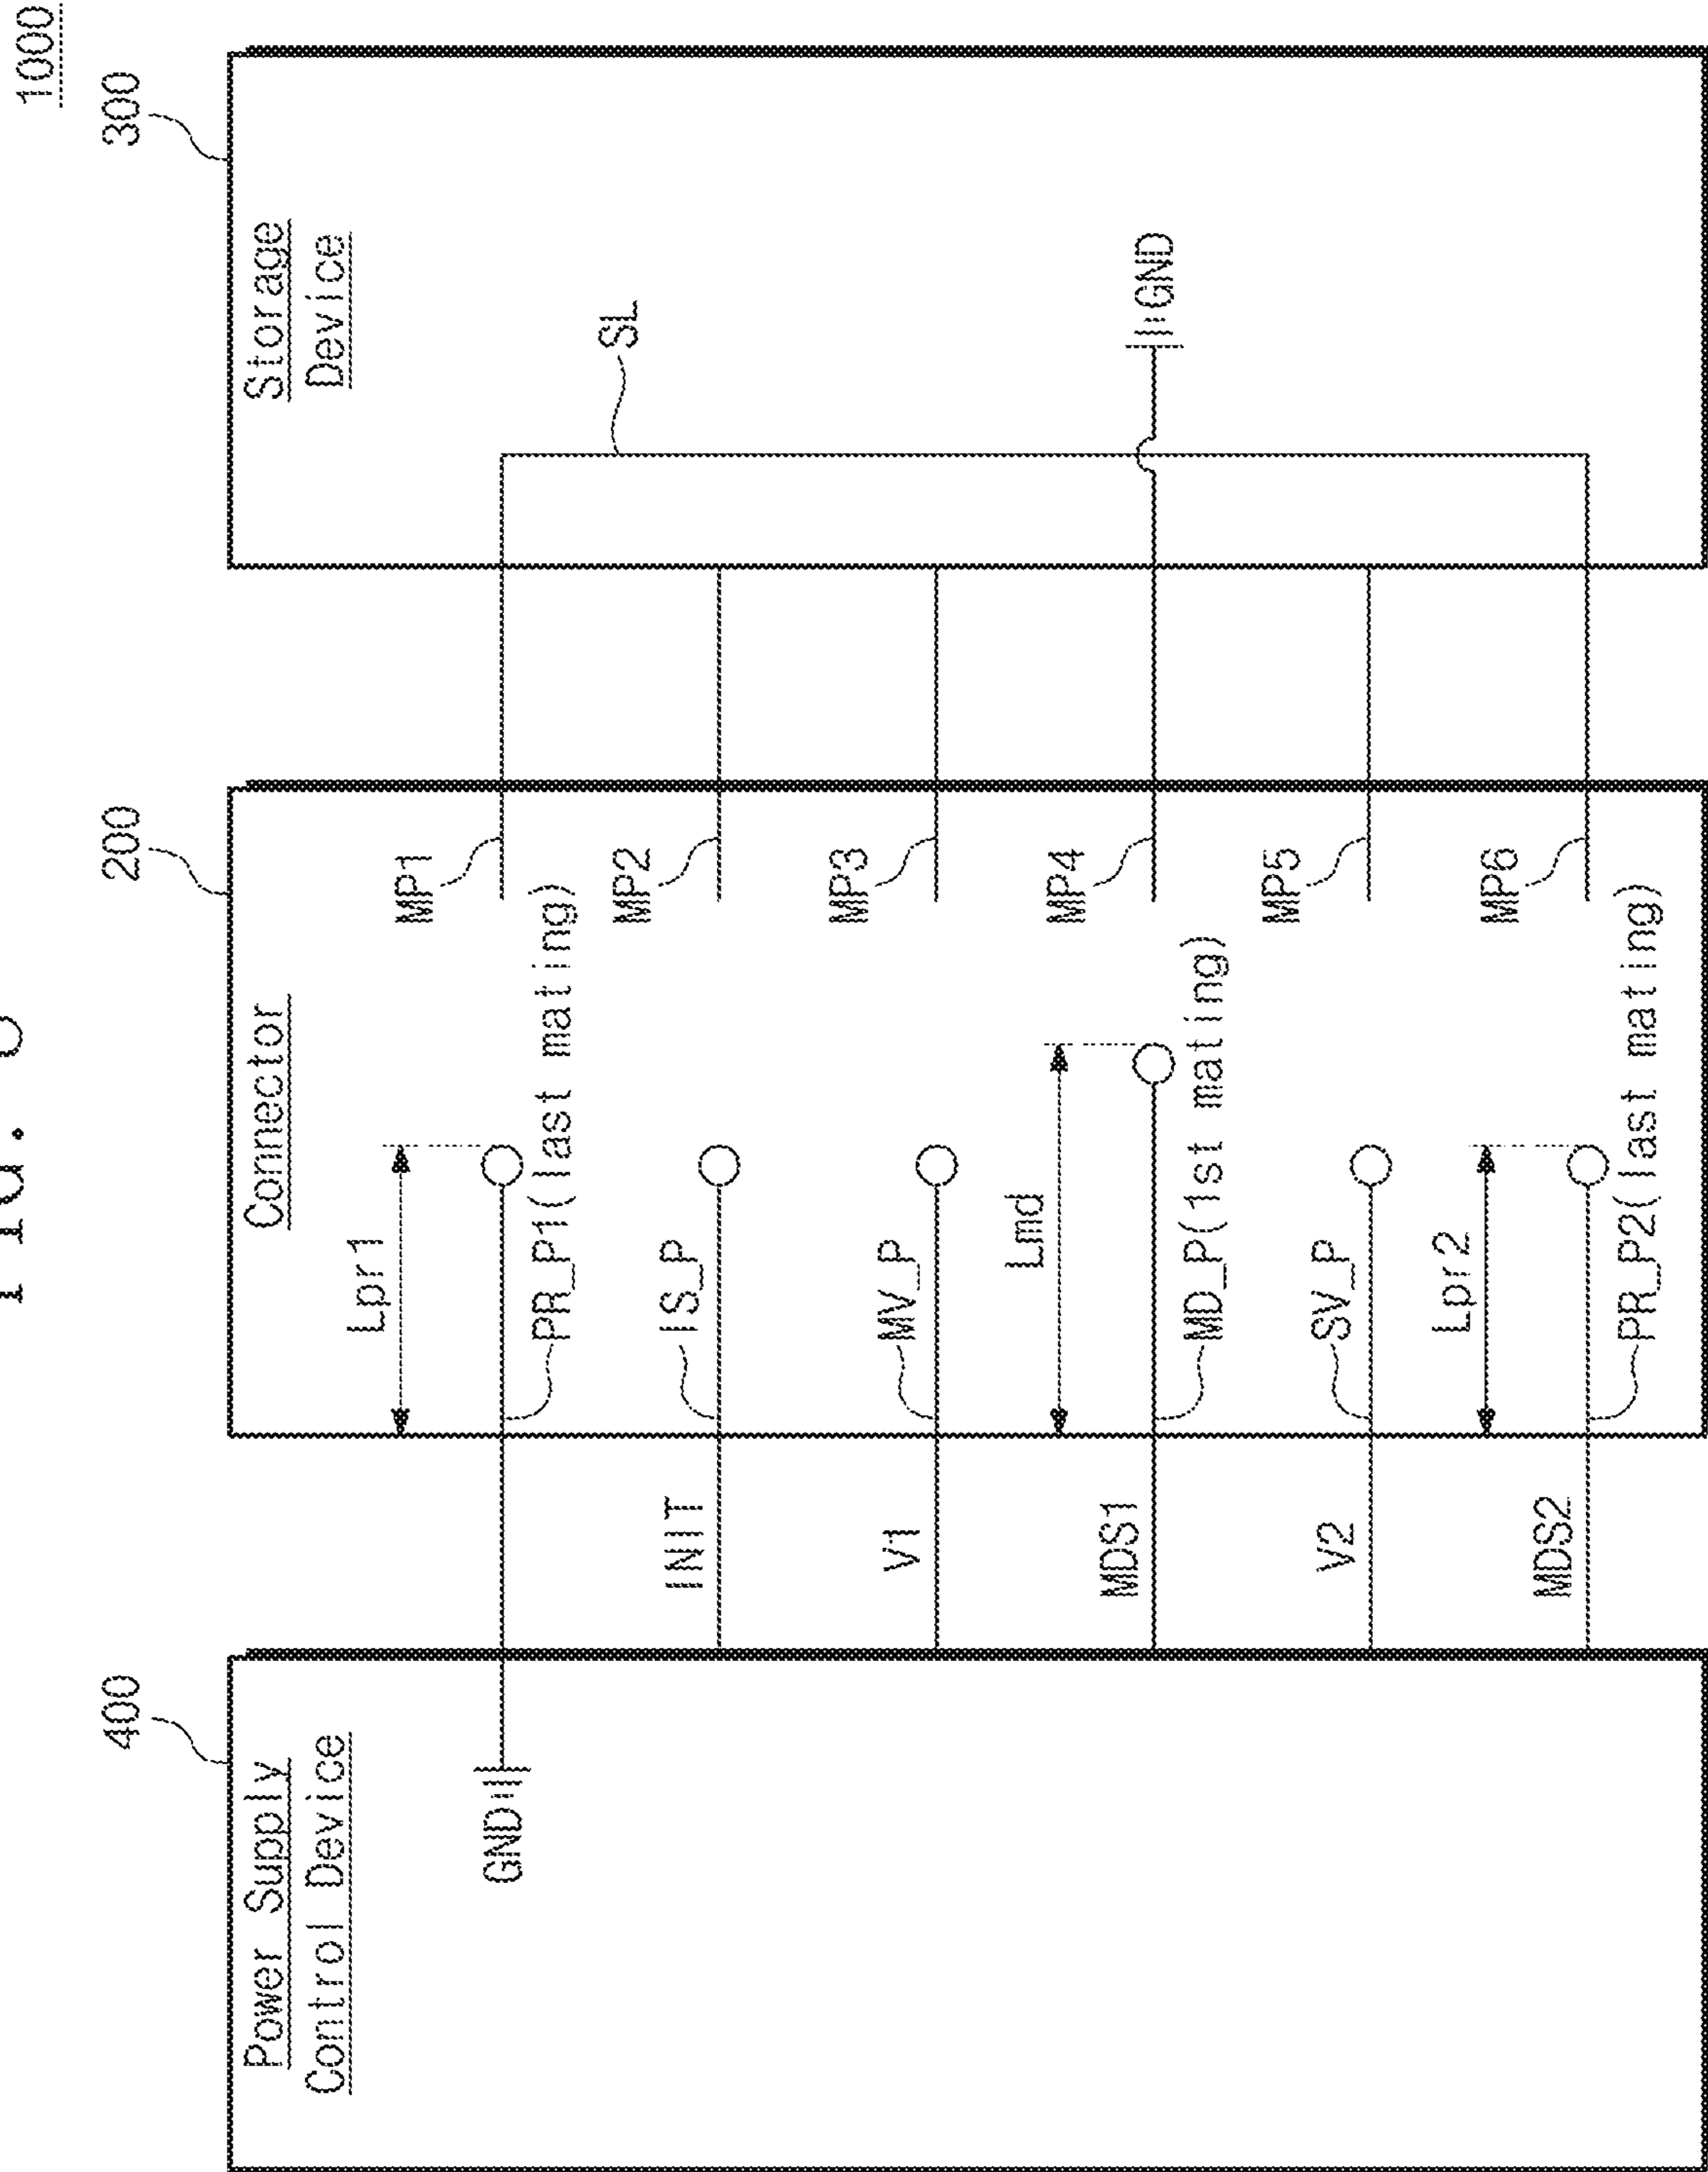 1000
400
Power Supply
Control Device
GND
200
Connector
Lpr1
PR_P1(last mating)
MP1
INIT
IS_P
MP2
V1
MV_P
MP3
Lmd
MDS1
MD_P(1st mating)
MP4
V2
SV_P
MP5
Lpr2
MDS2
PR_P2(last mating)
MP6
300
Storage
Device
SL
GND